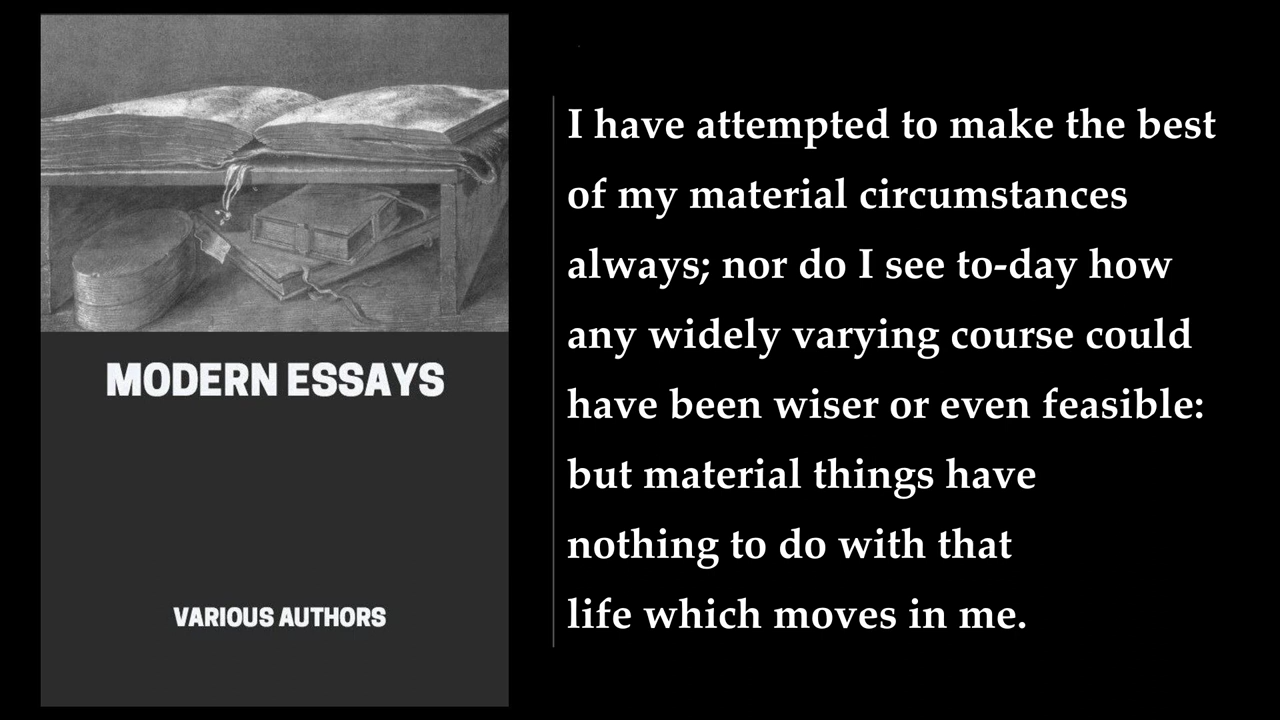 MODERN ESSAYS
VARIOUS AUTHORS
I have attempted to make the best
of my material circumstances
always; nor do I see to-day how
any widely varying course could
have been wiser or even feasible:
but material things have
nothing to do with that
life which moves in me.